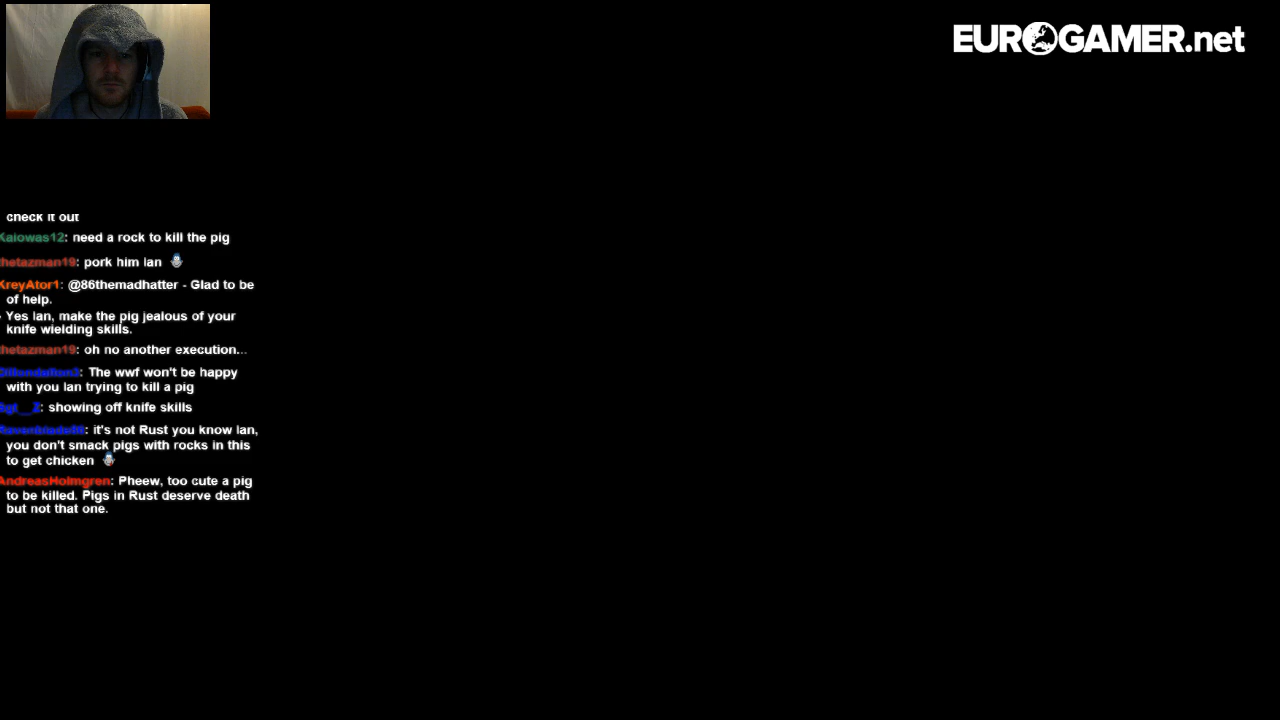 EUROGAMER.net
check it out
Kaiowas12: need a rock to kill the pig
thetazman19: pork him Ian
KreyAtor1: @86themadhatter - Glad to be
of help.
Yes Ian, make the pig jealous of your
knife wielding skills.
thetazman19: oh no another execution...
: The wwf won't be happy
with you Ian trying to kill a pig
Sgt__Z: showing off knife skills
: it's not Rust you know Ian,
you don't smack pigs with rocks in this
to get chicken
AndreasHolmgren: Pheew, too cute a pig
to be killed. Pigs in Rust deserve death
but not that one.